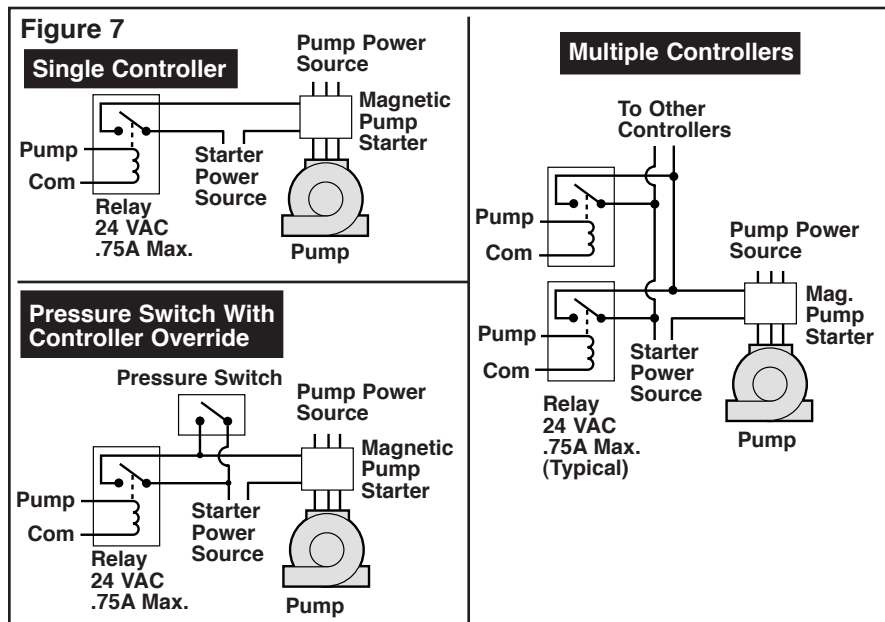 Figure 7
Single Controller
Pump Power
Source
Magnetic
Pump
Starter
Pump
Com
Starter
Power
Source
Relay
24 VAC
.75A Max.
Pump
Pressure Switch With
Controller Override
Pressure Switch
Pump Power
Source
Magnetic
Pump
Starter
Pump
Com
Starter
Power
Source
Relay
24 VAC
.75A Max.
Pump
Multiple Controllers
To Other
Controllers
Pump
Com
Pump Power
Source
Mag.
Pump
Starter
Pump
Com
Starter
Power
Source
Relay
24 VAC
.75A Max.
(Typical)
Pump